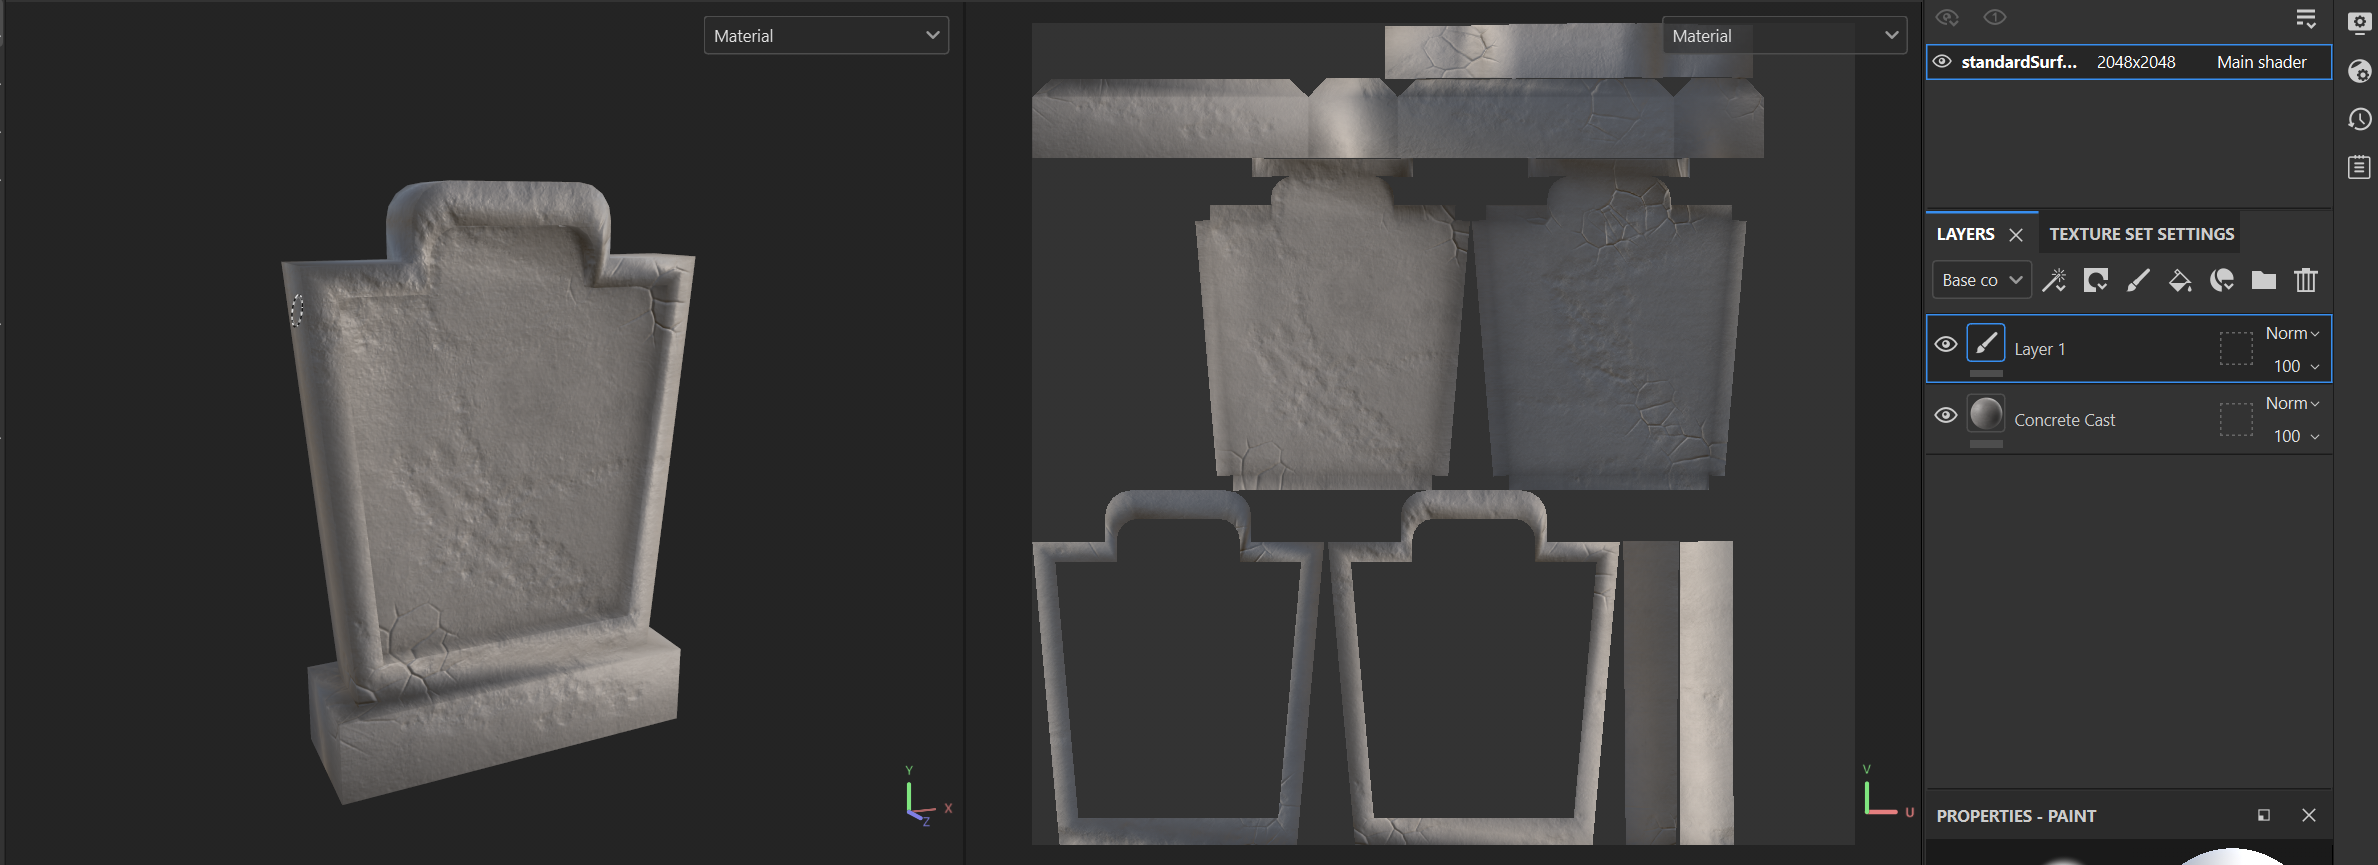 Material
Material
standardSurf... 2048x2048 Main shader
LAYERS TEXTURE SET SETTINGS
Base co
Layer 1 Norm
100
Concrete Cast Norm
100
PROPERTIES - PAINT
Y
X
Z
V
U
1